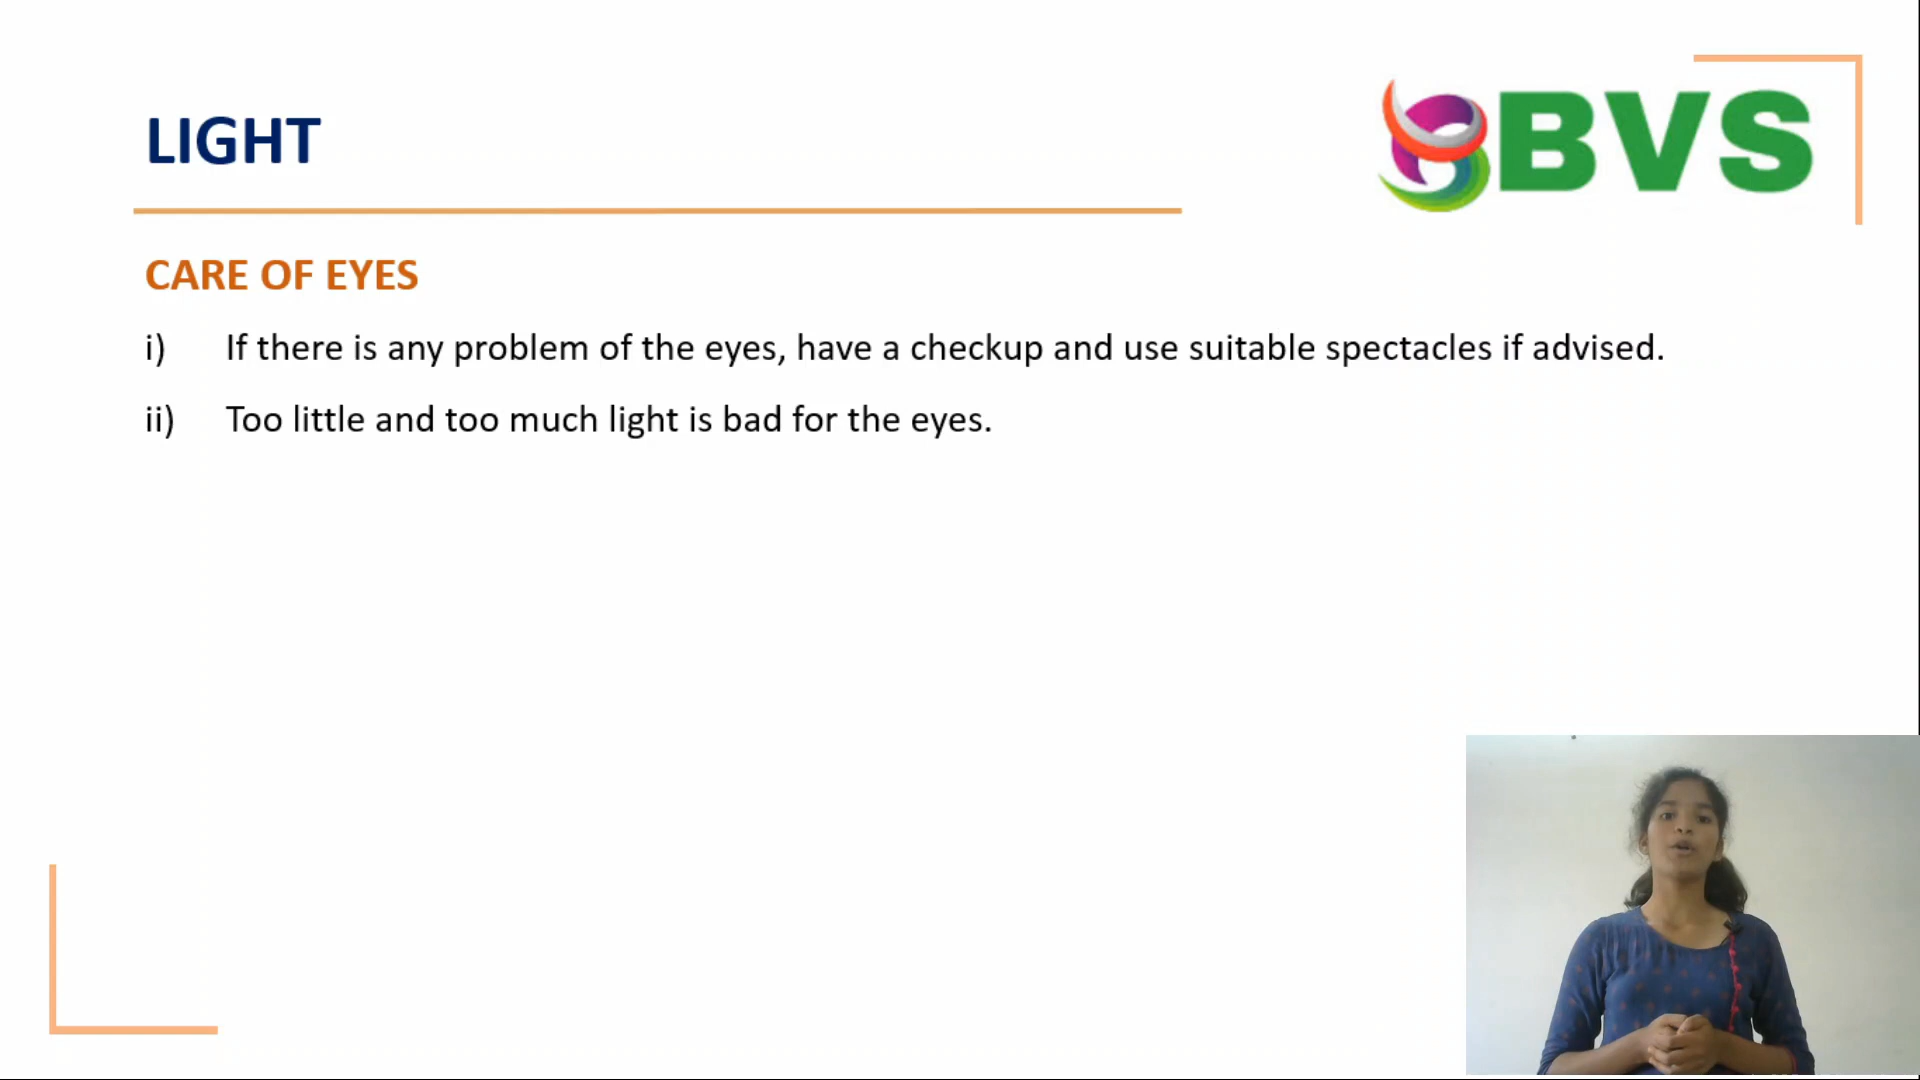 LIGHT
BVS
CARE OF EYES
i) If there is any problem of the eyes, have a checkup and use suitable spectacles if advised.
ii) Too little and too much light is bad for the eyes.